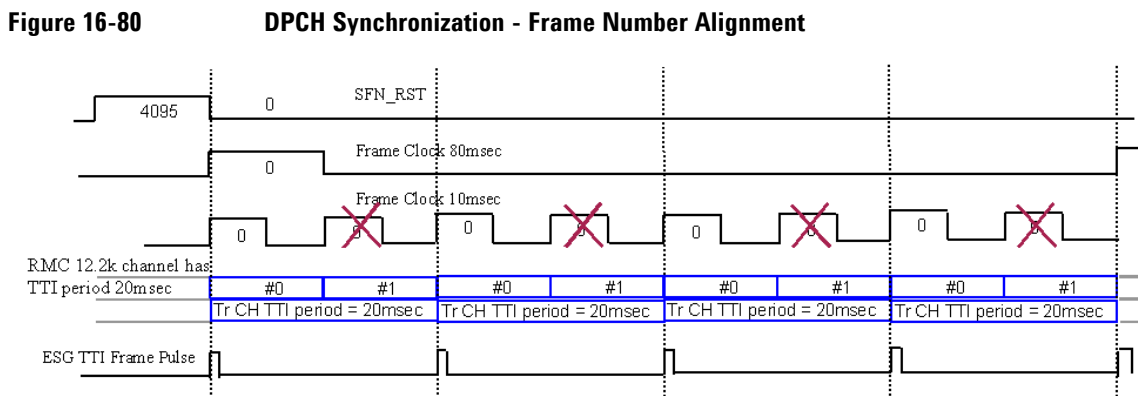 Figure 16-80 DPCH Synchronization - Frame Number Alignment
4095 0 SFN_RST
Frame Clock 80msec
0
Frame Clock 10msec
0 0 0 0
RMC 12.2k channel has
TTI period 20msec #0 #1 #0 #1 #0 #1 #0 #1
Tr CH TTI period = 20msec Tr CH TTI period = 20msec Tr CH TTI period = 20msec Tr CH TTI period = 20msec
ESG TTI Frame Pulse